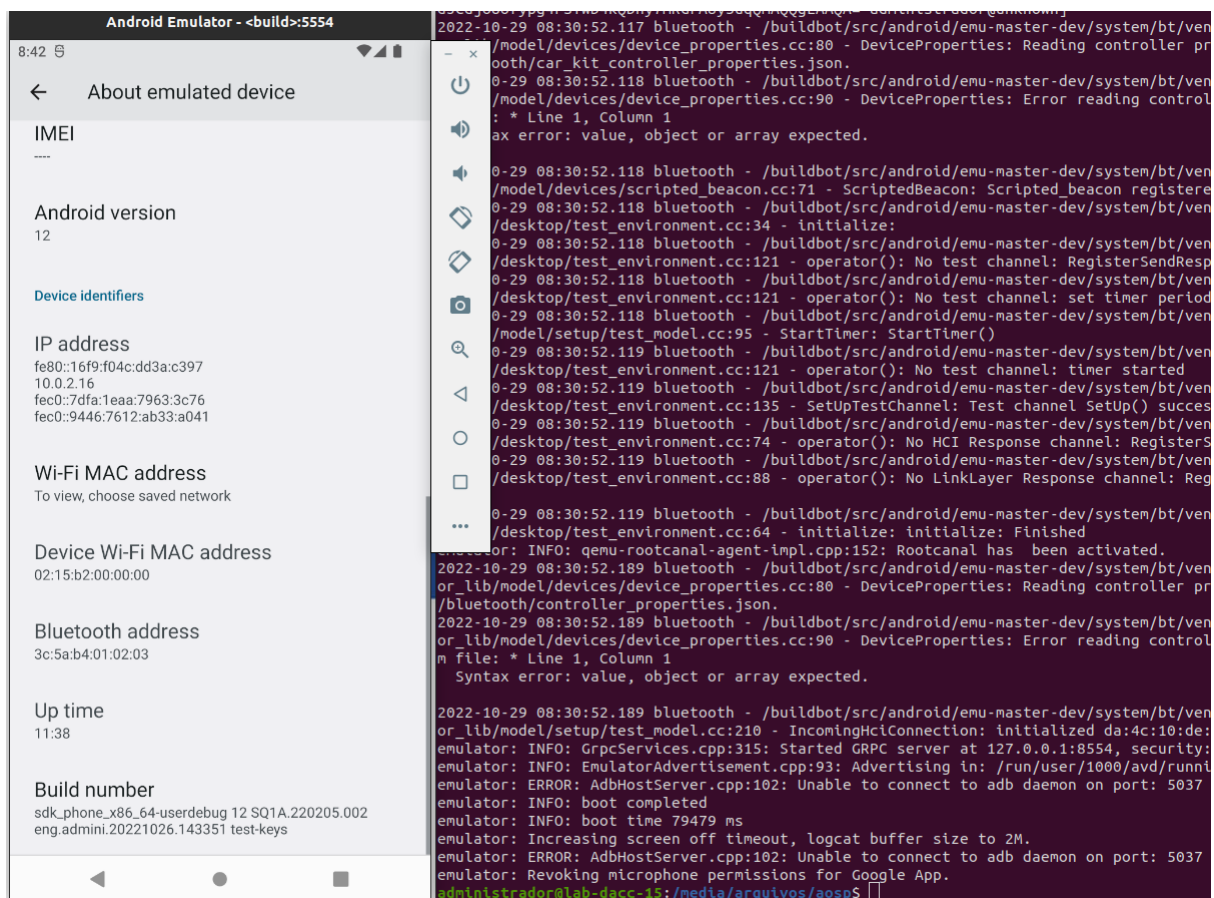 Android Emulator - <build>:5554
8:42
About emulated device
IMEI
----
Android version
12
Device identifiers
IP address
fe80::16f9:f04c:dd3a:c397
10.0.2.16
fec0::7dfa:1eaa:7963:3c76
fec0::9446:7612:ab33:a041
Wi-Fi MAC address
To view, choose saved network
Device Wi-Fi MAC address
02:15:b2:00:00:00
Bluetooth address
3c:5a:b4:01:02:03
Up time
11:38
Build number
sdk_phone_x86_64-userdebug 12 SQ1A.220205.002
eng.admini.20221026.143351 test-keys
2022-10-29 08:30:52.117 bluetooth - /buildbot/src/android/emu-master-dev/system/bt/ven
/model/devices/device_properties.cc:80 - DeviceProperties: Reading controller pr
ooth/car_kit_controller_properties.json.
0-29 08:30:52.118 bluetooth - /buildbot/src/android/emu-master-dev/system/bt/ven
/model/devices/device_properties.cc:90 - DeviceProperties: Error reading control
: * Line 1, Column 1
ax error: value, object or array expected.
0-29 08:30:52.118 bluetooth - /buildbot/src/android/emu-master-dev/system/bt/ven
/model/devices/scripted_beacon.cc:71 - ScriptedBeacon: Scripted_beacon registere
0-29 08:30:52.118 bluetooth - /buildbot/src/android/emu-master-dev/system/bt/ven
/desktop/test_environment.cc:34 - initialize:
0-29 08:30:52.118 bluetooth - /buildbot/src/android/emu-master-dev/system/bt/ven
/desktop/test_environment.cc:121 - operator(): No test channel: RegisterSendResp
0-29 08:30:52.118 bluetooth - /buildbot/src/android/emu-master-dev/system/bt/ven
/desktop/test_environment.cc:121 - operator(): No test channel: set timer period
0-29 08:30:52.118 bluetooth - /buildbot/src/android/emu-master-dev/system/bt/ven
/model/setup/test_model.cc:95 - StartTimer: StartTimer()
0-29 08:30:52.119 bluetooth - /buildbot/src/android/emu-master-dev/system/bt/ven
/desktop/test_environment.cc:121 - operator(): No test channel: timer started
0-29 08:30:52.119 bluetooth - /buildbot/src/android/emu-master-dev/system/bt/ven
/desktop/test_environment.cc:135 - SetUpTestChannel: Test channel SetUp() succes
0-29 08:30:52.119 bluetooth - /buildbot/src/android/emu-master-dev/system/bt/ven
/desktop/test_environment.cc:74 - operator(): No HCI Response channel: RegisterS
0-29 08:30:52.119 bluetooth - /buildbot/src/android/emu-master-dev/system/bt/ven
/desktop/test_environment.cc:88 - operator(): No LinkLayer Response channel: Reg
0-29 08:30:52.119 bluetooth - /buildbot/src/android/emu-master-dev/system/bt/ven
/desktop/test_environment.cc:64 - initialize: initialize: Finished
emulator: INFO: qemu-rootcanal-agent-impl.cpp:152: Rootcanal has  been activated.
2022-10-29 08:30:52.189 bluetooth - /buildbot/src/android/emu-master-dev/system/bt/ven
or_lib/model/devices/device_properties.cc:80 - DeviceProperties: Reading controller pr
/bluetooth/controller_properties.json.
2022-10-29 08:30:52.189 bluetooth - /buildbot/src/android/emu-master-dev/system/bt/ven
or_lib/model/devices/device_properties.cc:90 - DeviceProperties: Error reading control
m file: * Line 1, Column 1
Syntax error: value, object or array expected.
2022-10-29 08:30:52.189 bluetooth - /buildbot/src/android/emu-master-dev/system/bt/ven
or_lib/model/setup/test_model.cc:210 - IncomingHciConnection: initialized da:4c:10:de:
emulator: INFO: GrpcServices.cpp:315: Started GRPC server at 127.0.0.1:8554, security:
emulator: INFO: EmulatorAdvertisement.cpp:93: Advertising in: /run/user/1000/avd/runni
emulator: ERROR: AdbHostServer.cpp:102: Unable to connect to adb daemon on port: 5037
emulator: INFO: boot completed
emulator: INFO: boot time 79479 ms
emulator: Increasing screen off timeout, logcat buffer size to 2M.
emulator: ERROR: AdbHostServer.cpp:102: Unable to connect to adb daemon on port: 5037
emulator: Revoking microphone permissions for Google App.
administrador@lab-dacc-15:/media/arquivos/aosp$